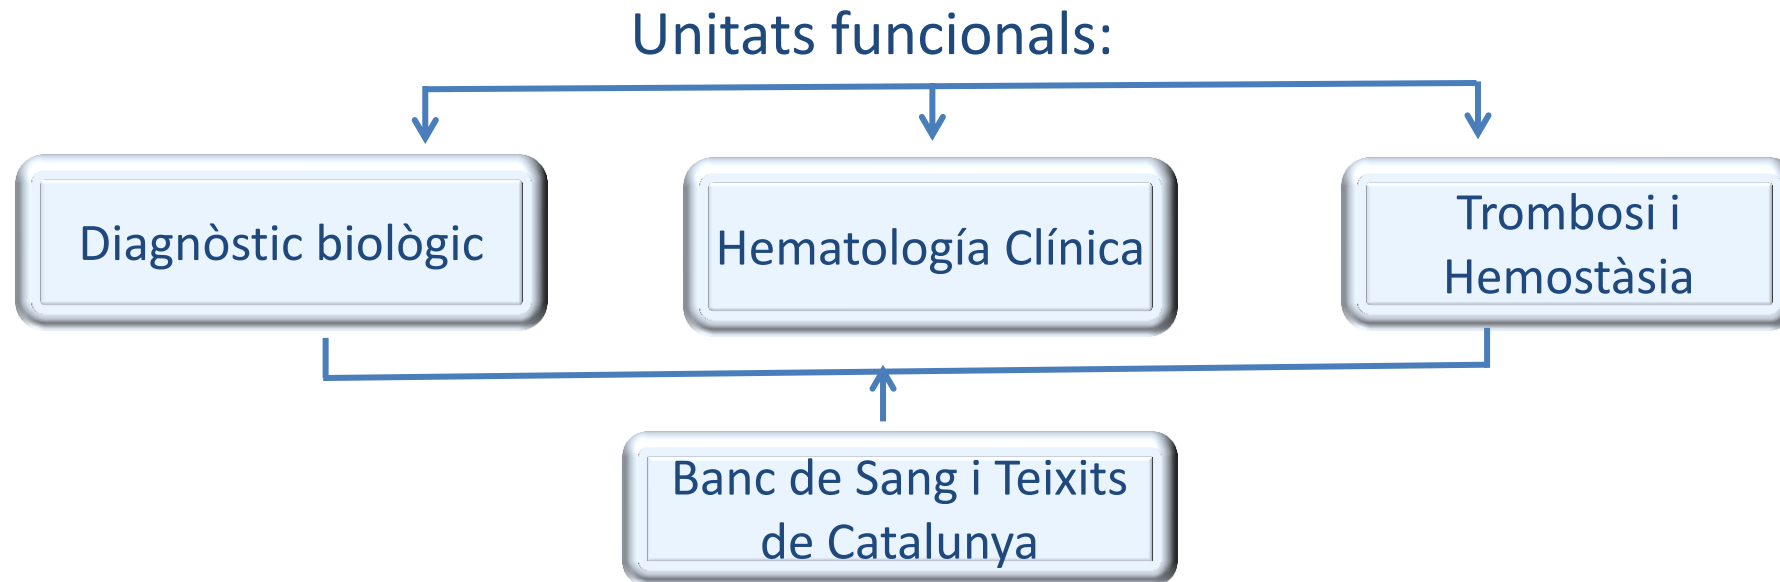 Unitats funcionals:
Diagnòstic biològic
Hematología Clínica
Trombosi i
Hemostàsia
Banc de Sang i Teixits
de Catalunya